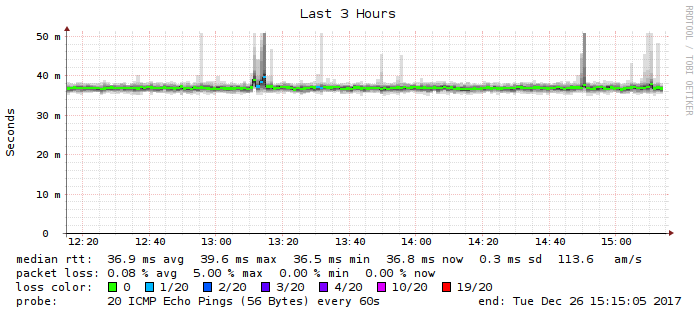 Last 3 Hours
RRDTOOL / TOBI OETIKER
Seconds
50 m
40 m
30 m
20 m
10 m
0
12:20 12:40 13:00 13:20 13:40 14:00 14:20 14:40 15:00
median rtt: 36.9 ms avg 39.6 ms max 36.5 ms min 36.8 ms now 0.3 ms sd 113.6 am/s
packet loss: 0.08 % avg 5.00 % max 0.00 % min 0.00 % now
loss color: 0 1/20 2/20 3/20 4/20 10/20 19/20
probe: 20 ICMP Echo Pings (56 Bytes) every 60s end: Tue Dec 26 15:15:05 2017